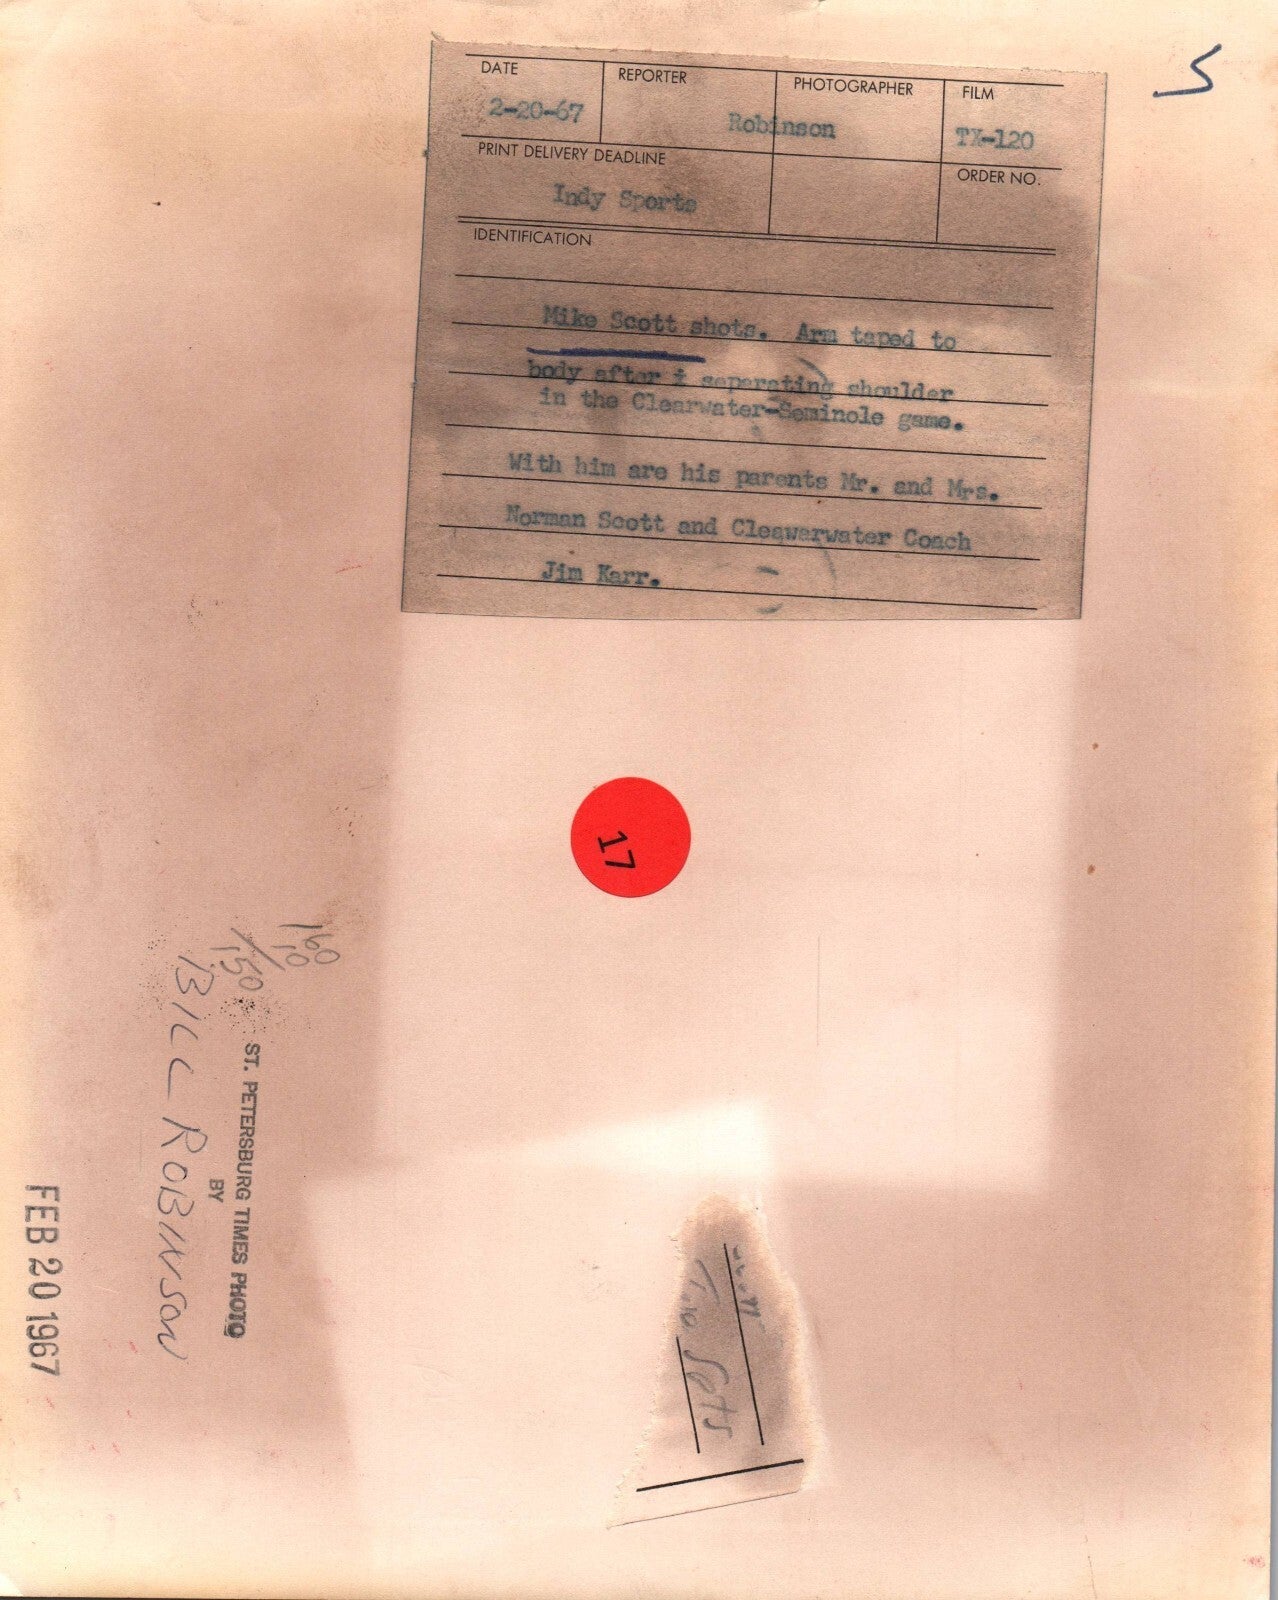 S
DATE REPORTER PHOTOGRAPHER FILM
2-20-67 Robinson TX-120
PRINT DELIVERY DEADLINE ORDER NO.
Indy Sports
IDENTIFICATION
Mike Scott shots. Arm taped to
body after t separating shoulder
in the Clearwater-Seminole game.
With him are his parents Mr. and Mrs.
Norman Scott and Cleawerwater Coach
Jim Karr.
17
160
10
150
ST. PETERSBURG TIMES PHOTO
BY
BILL ROBINSON
FEB 20 1967